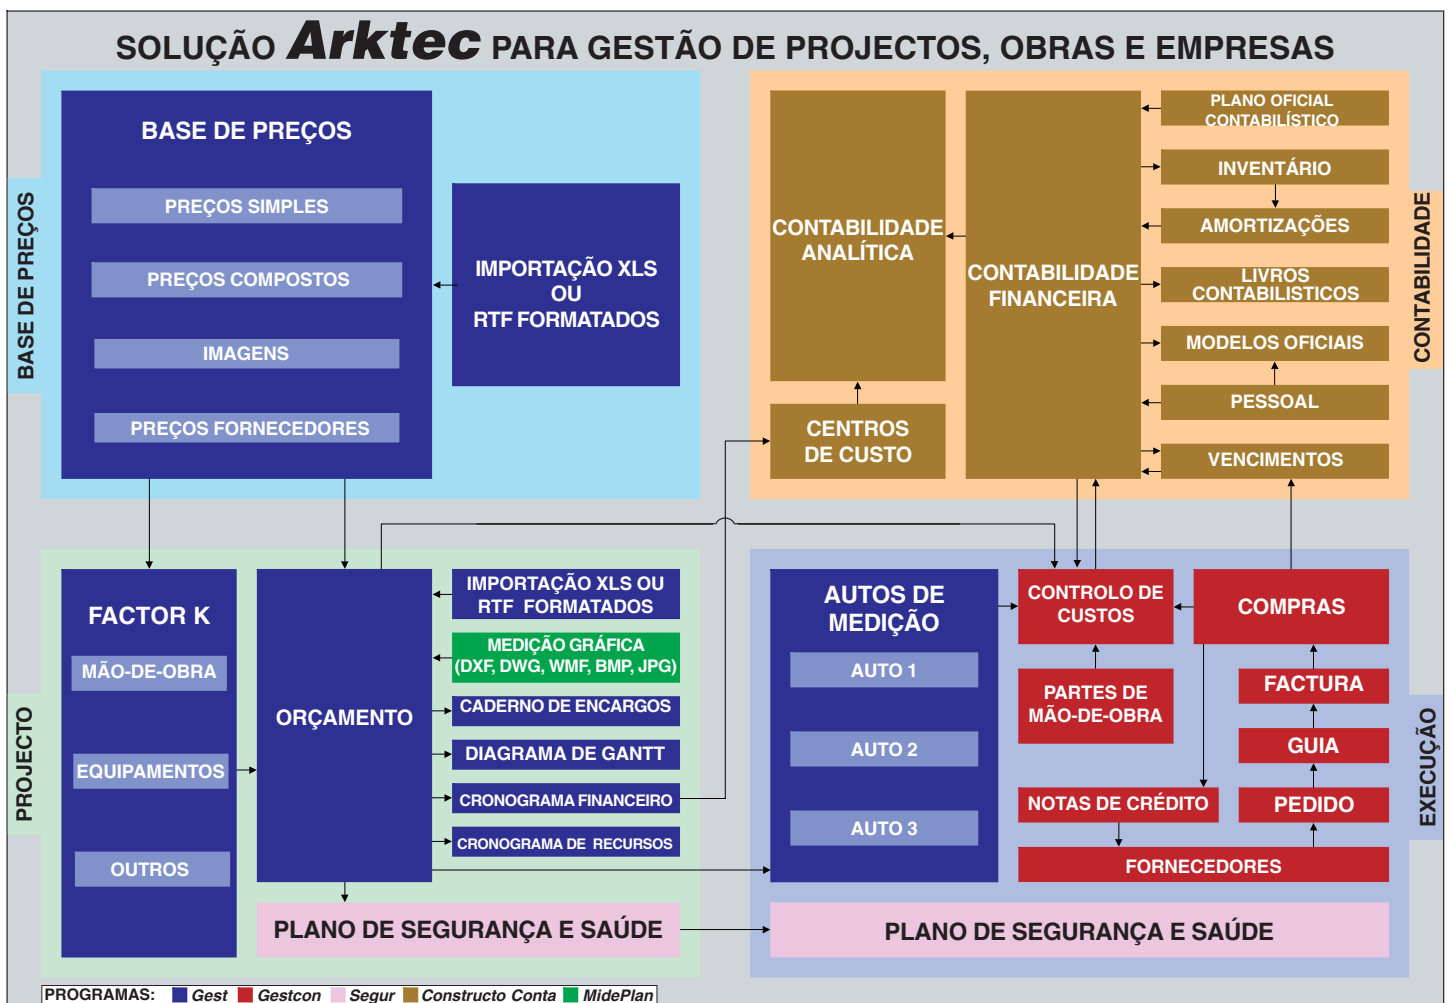 SOLUÇÃO Arktec PARA GESTÃO DE PROJECTOS, OBRAS E EMPRESAS
BASE DE PREÇOS
BASE DE PREÇOS
PREÇOS SIMPLES
PREÇOS COMPOSTOS
IMAGENS
PREÇOS FORNECEDORES
IMPORTAÇÃO XLS
OU
RTF FORMATADOS
CONTABILIDADE
ANALÍTICA
CENTROS
DE CUSTO
CONTABILIDADE
FINANCEIRA
PLANO OFICIAL
CONTABILÍSTICO
INVENTÁRIO
AMORTIZAÇÕES
LIVROS
CONTABILISTICOS
MODELOS OFICIAIS
PESSOAL
VENCIMENTOS
CONTABILIDADE
PROJECTO
FACTOR K
MÃO-DE-OBRA
EQUIPAMENTOS
OUTROS
ORÇAMENTO
IMPORTAÇÃO XLS OU
RTF FORMATADOS
MEDIÇÃO GRÁFICA
(DXF, DWG, WMF, BMP, JPG)
CADERNO DE ENCARGOS
DIAGRAMA DE GANTT
CRONOGRAMA FINANCEIRO
CRONOGRAMA DE RECURSOS
PLANO DE SEGURANÇA E SAÚDE
AUTOS DE
MEDIÇÃO
AUTO 1
AUTO 2
AUTO 3
CONTROLO DE
CUSTOS
PARTES DE
MÃO-DE-OBRA
COMPRAS
FACTURA
GUIA
PEDIDO
NOTAS DE CRÉDITO
FORNECEDORES
PLANO DE SEGURANÇA E SAÚDE
EXECUÇÃO
PROGRAMAS: Gest Gestcon Segur Constructo Conta MidePlan